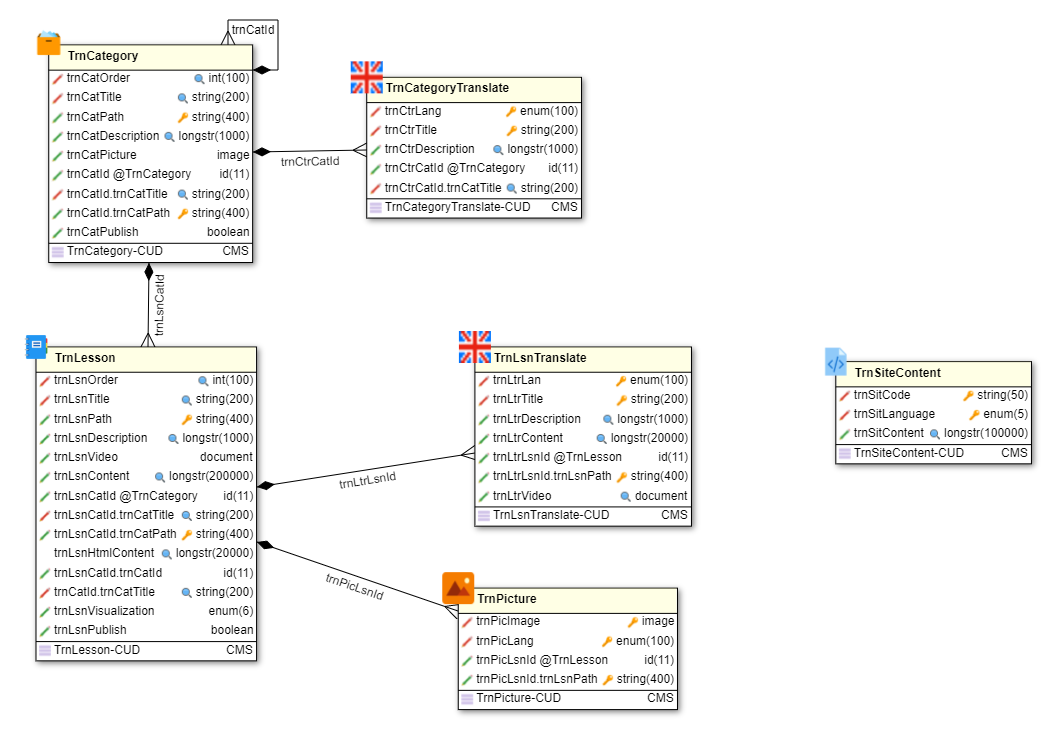 trnCatId
TrnCategory
trnCatOrder int(100)
trnCatTitle string(200)
trnCatPath string(400)
trnCatDescription longstr(1000)
trnCatPicture image
trnCatId @TrnCategory id(11)
trnCatId.trnCatTitle string(200)
trnCatId.trnCatPath string(400)
trnCatPublish boolean
TrnCategory-CUD CMS
trnCtrCatId
TrnCategoryTranslate
trnCtrLang enum(100)
trnCtrTitle string(200)
trnCtrDescription longstr(1000)
trnCtrCatId @TrnCategory id(11)
trnCtrCatId.trnCatTitle string(200)
TrnCategoryTranslate-CUD CMS
trnLsnCatId
TrnLesson
trnLsnOrder int(100)
trnLsnTitle string(200)
trnLsnPath string(400)
trnLsnDescription longstr(1000)
trnLsnVideo document
trnLsnContent longstr(200000)
trnLsnCatId @TrnCategory id(11)
trnLsnCatId.trnCatTitle string(200)
trnLsnCatId.trnCatPath string(400)
trnLsnHtmlContent longstr(20000)
trnLsnCatId.trnCatId id(11)
trnCatId.trnCatTitle string(200)
trnLsnVisualization enum(6)
trnLsnPublish boolean
TrnLesson-CUD CMS
trnLtrLsnId
TrnLsnTranslate
trnLtrLan enum(100)
trnLtrTitle string(200)
trnLtrDescription longstr(1000)
trnLtrContent longstr(20000)
trnLtrLsnId @TrnLesson id(11)
trnLtrLsnId.trnLsnPath string(400)
trnLtrVideo document
TrnLsnTranslate-CUD CMS
trnPicLsnId
TrnPicture
trnPicImage image
trnPicLang enum(100)
trnPicLsnId @TrnLesson id(11)
trnPicLsnId.trnLsnPath string(400)
TrnPicture-CUD CMS
TrnSiteContent
trnSitCode string(50)
trnSitLanguage enum(5)
trnSitContent longstr(100000)
TrnSiteContent-CUD CMS